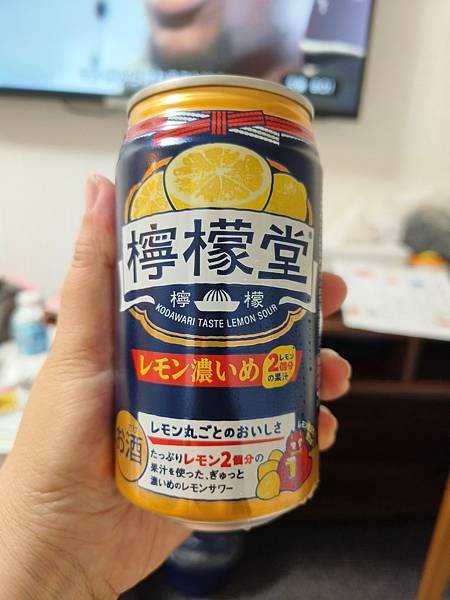 檸檬堂
檸 檬
KODAWARI TASTE LEMON SOUR
レモン濃いめ
レモン
2個分
の果汁
お酒
レモン丸ごとのおいしさ
たっぷりレモン2個分の
果汁を使った、ぎゅっと
濃いめのレモンサワー